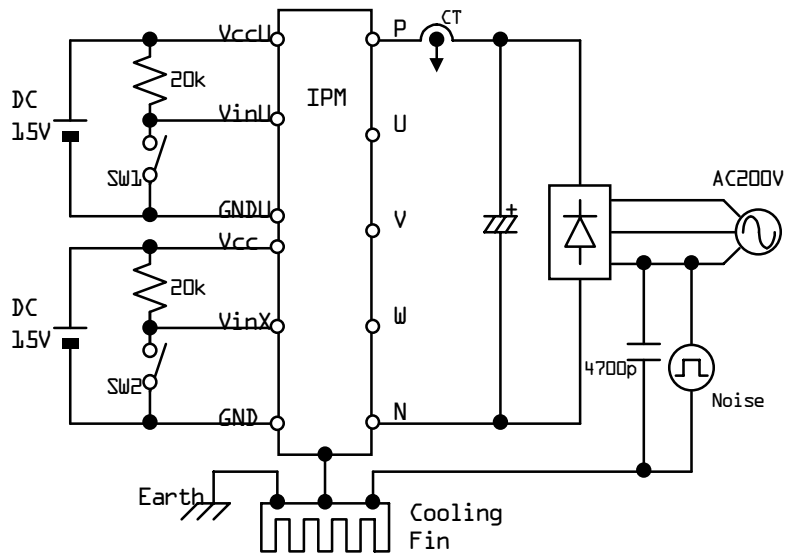 VccU
P
CT
20k
IPM
DC
15V
VinU
U
SW1
AC200V
GNDU
V
+
Vcc
20k
DC
15V
VinX
W
SW2
4700p
Noise
GND
N
Earth
Cooling
Fin